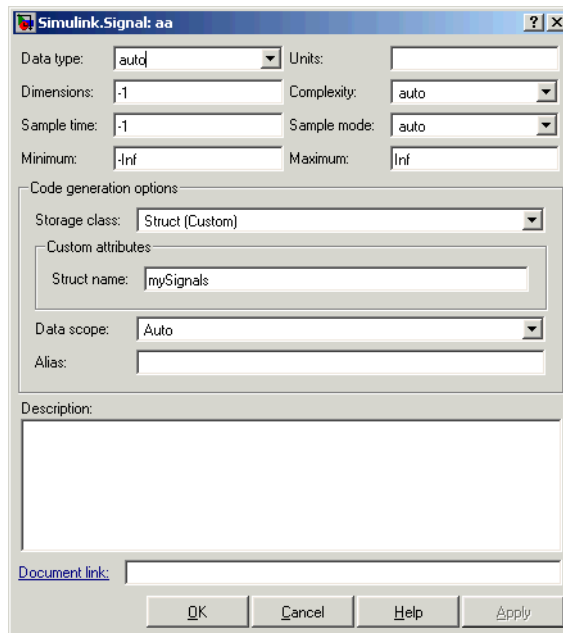 Simulink.Signal: aa
Data type: auto Units:
Dimensions: -1 Complexity: auto
Sample time: -1 Sample mode: auto
Minimum: -Inf Maximum: Inf
Code generation options
Storage class: Struct (Custom)
Custom attributes
Struct name: mySignals
Data scope: Auto
Alias:
Description:
Document link:
OK Cancel Help Apply